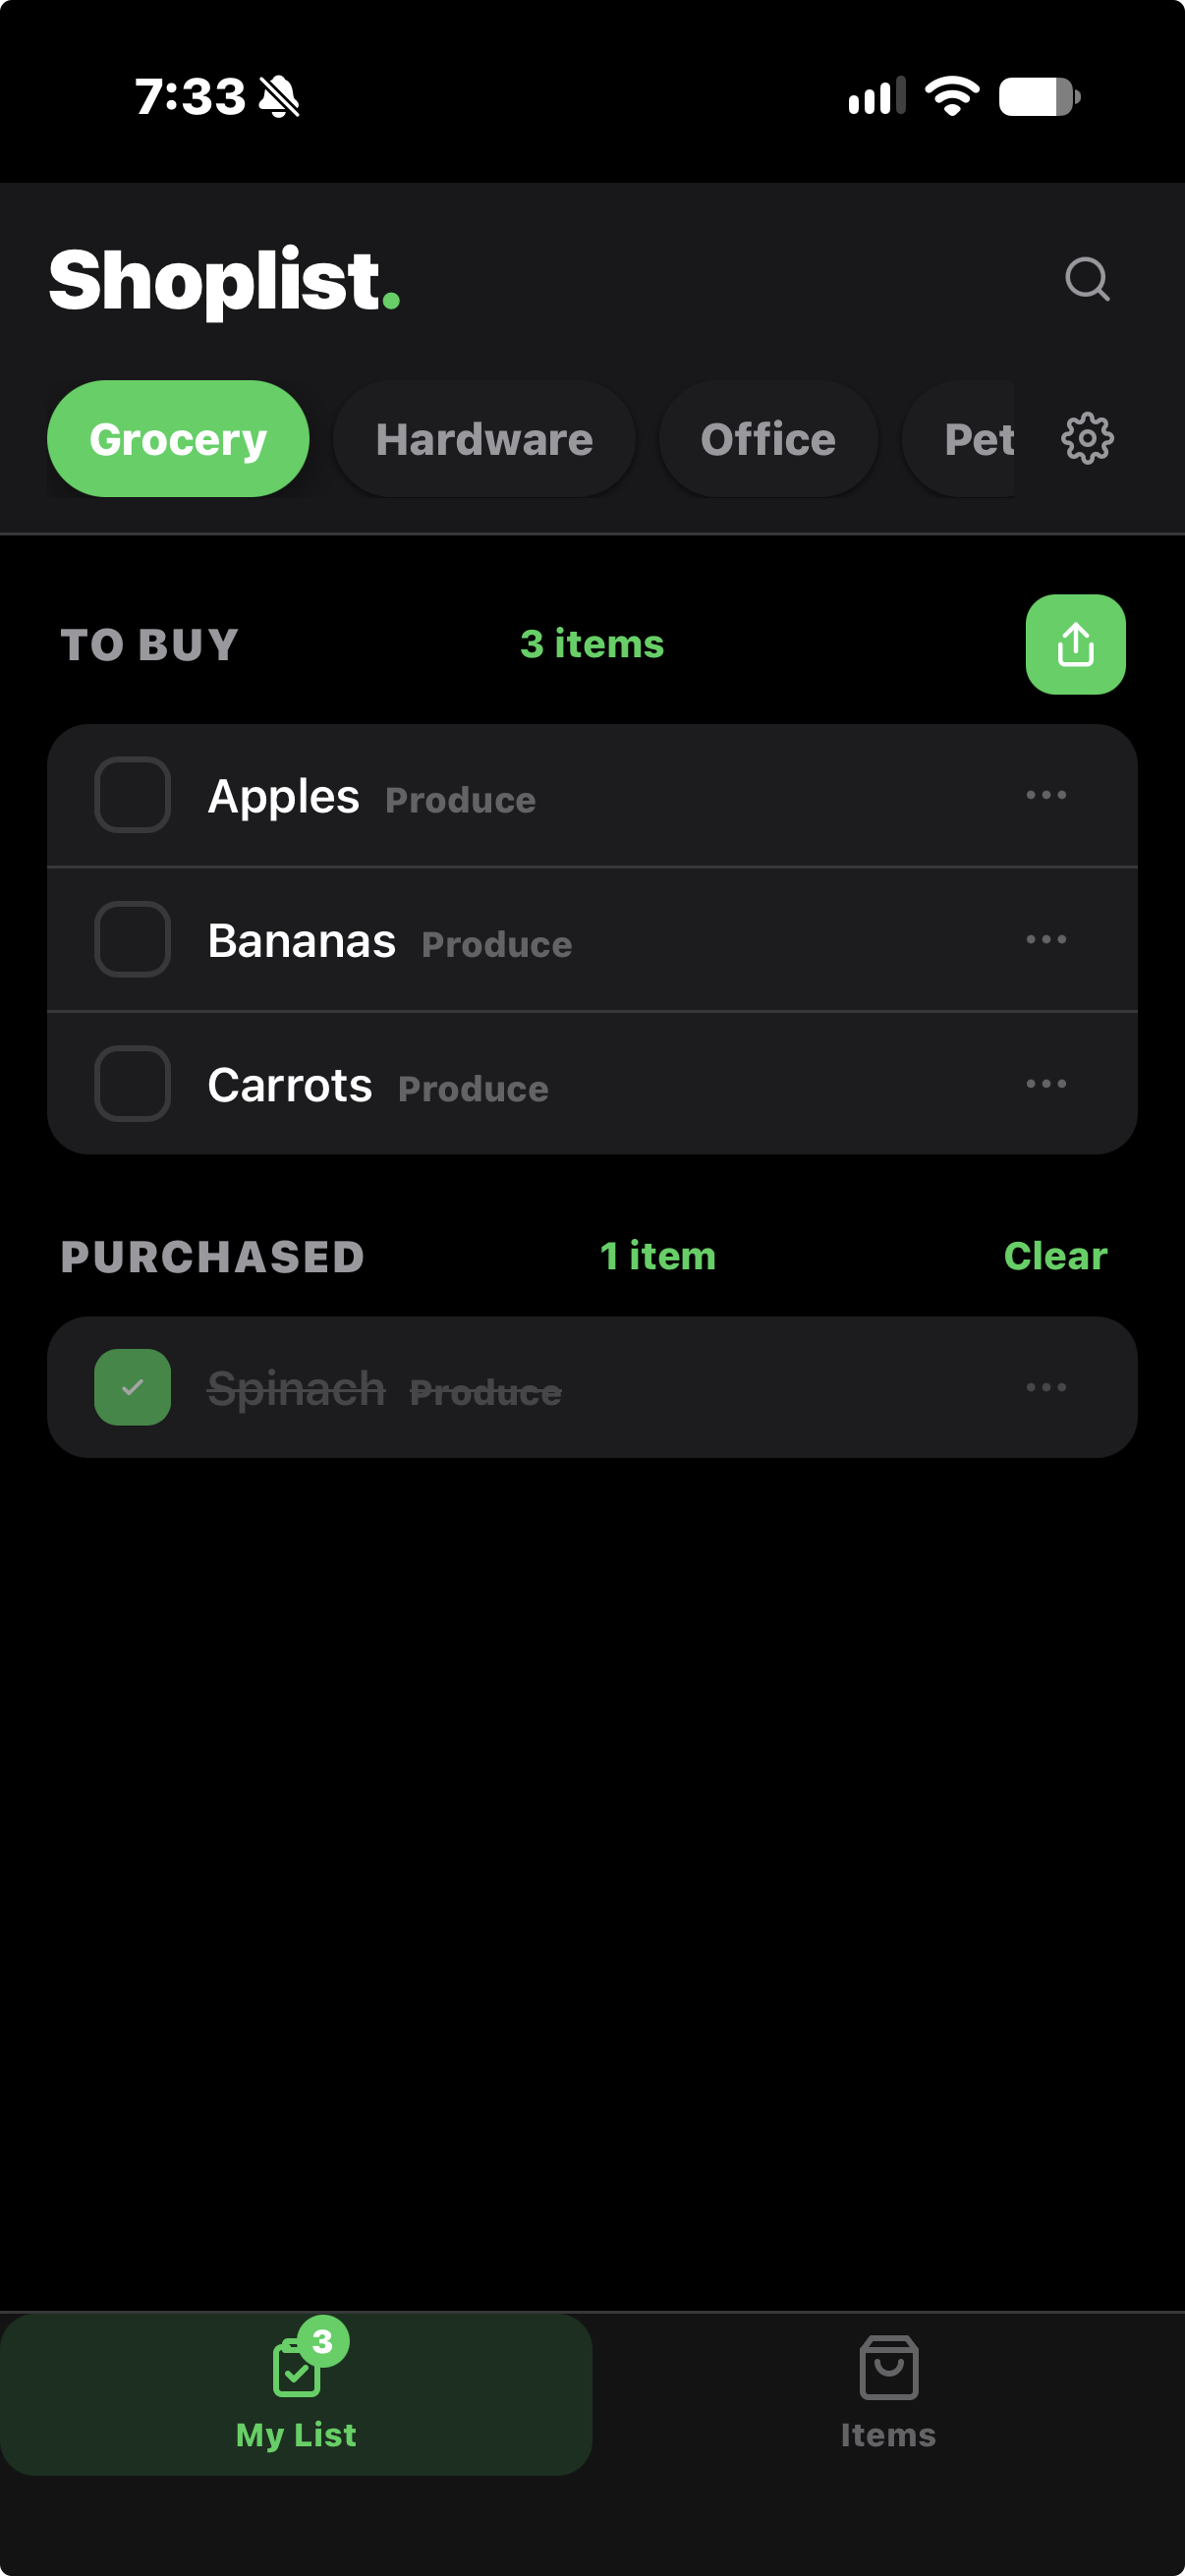 7:33
Shoplist.
Grocery Hardware Office Pet
TO BUY 3 items
Apples Produce
Bananas Produce
Carrots Produce
PURCHASED 1 item Clear
Spinach Produce
3
My List Items